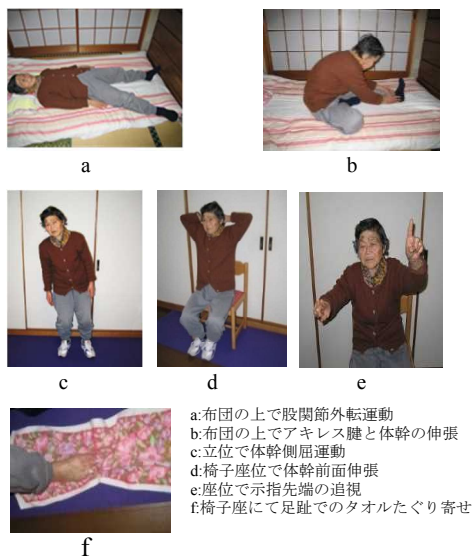 a
b
c
d
e
a:布団の上で股関節外転運動
b:布団の上でアキレス腱と体幹の伸張
c:立位で体幹側屈運動
d:椅子座位で体幹前面伸張
e:座位で示指先端の追視
f:椅子座にて足趾でのタオルたぐり寄せ
f